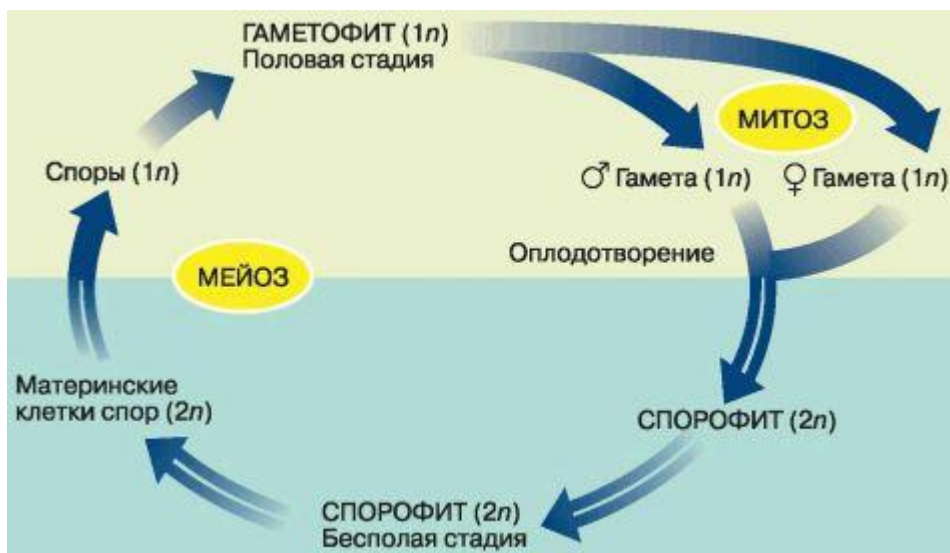 ГАМЕТОФИТ (1n)
Половая стадия
МИТОЗ
Споры (1n)
♂ Гамета (1n)
♀ Гамета (1n)
Оплодотворение
МЕЙОЗ
Материнские
клетки спор (2n)
СПОРОФИТ (2n)
СПОРОФИТ (2n)
Бесполая стадия